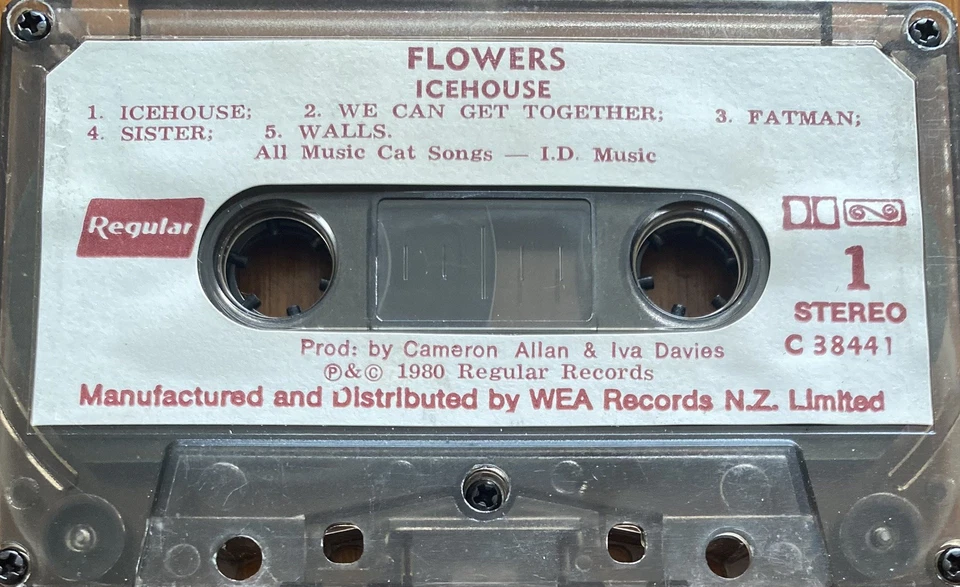 FLOWERS
ICEHOUSE
1. ICEHOUSE; 2. WE CAN GET TOGETHER; 3. FATMAN;
4. SISTER; 5. WALLS.
All Music Cat Songs — I.D. Music
Regular
1
STEREO
C 38441
Prod: by Cameron Allan & Iva Davies
℗&© 1980 Regular Records
Manufactured and Distributed by WEA Records N.Z. Limited